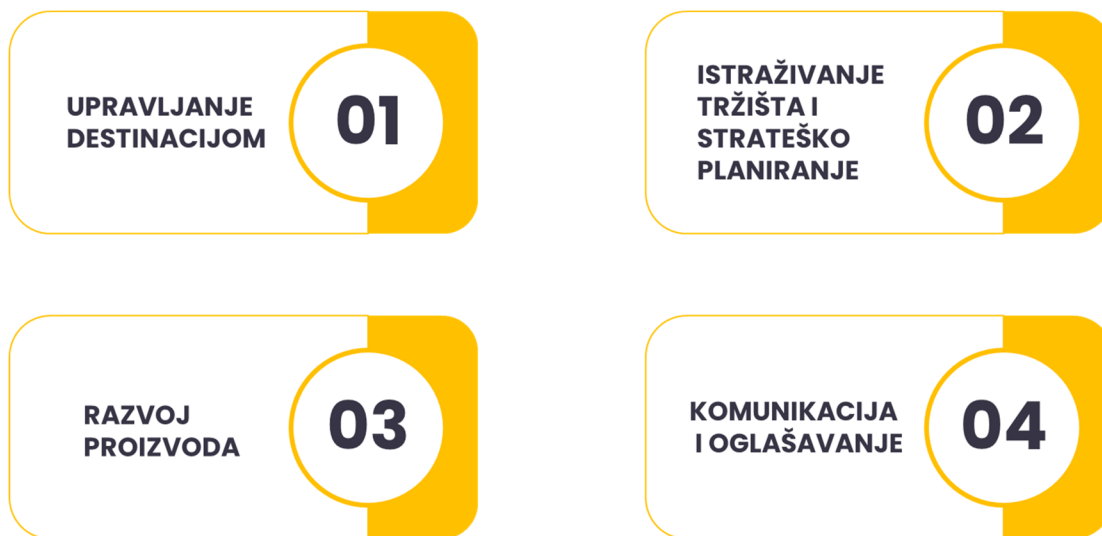 UPRAVLJANJE
DESTINACIJOM
01
ISTRAŽIVANJE
TRŽIŠTA I
STRATEŠKO
PLANIRANJE
02
RAZVOJ
PROIZVODA
03
KOMUNIKACIJA
I OGLAŠAVANJE
04